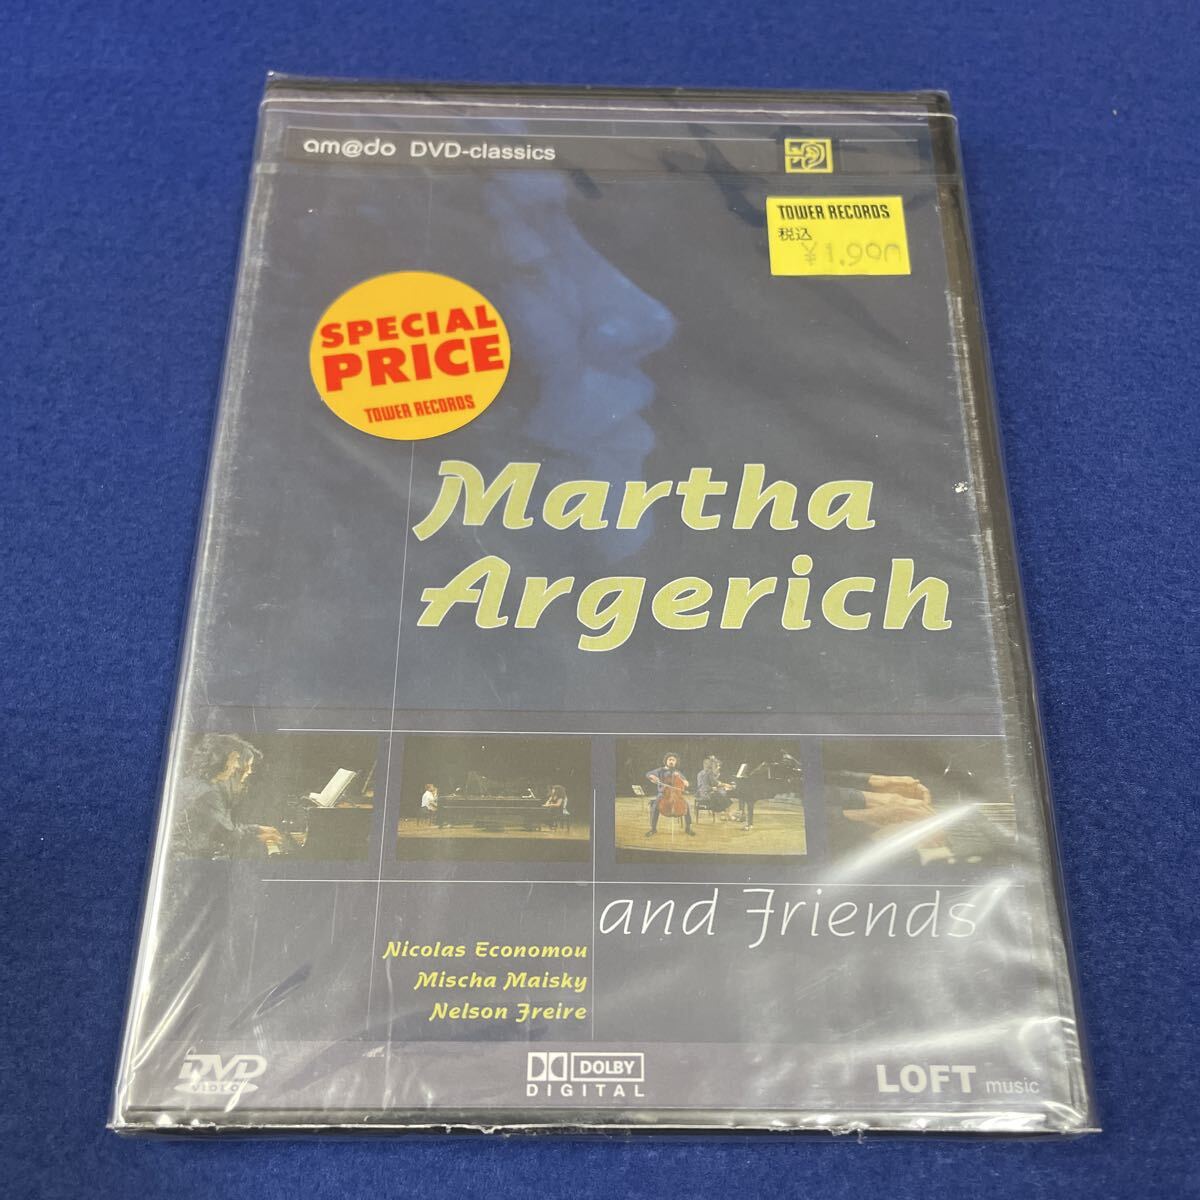 am@do DVD-classics
TOWER RECORDS
税込
¥1,990
SPECIAL
PRICE
TOWER RECORDS
Martha
Argerich
and Friends
Nicolas Economou
Mischa Maisky
Nelson Freire
DVD
VIDEO
DOLBY
DIGITAL
LOFT music